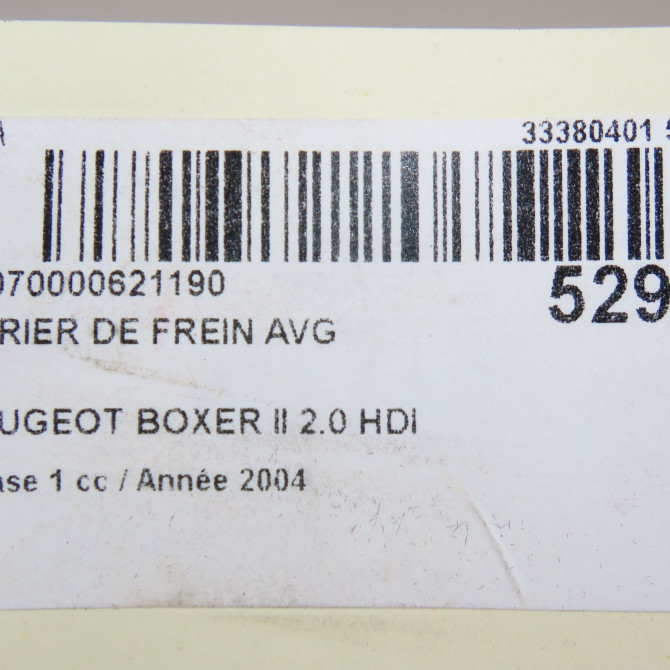 33380401
070000621190
529
RIER DE FREIN AVG
UGEOT BOXER II 2.0 HDI
ase 1 cc / Année 2004